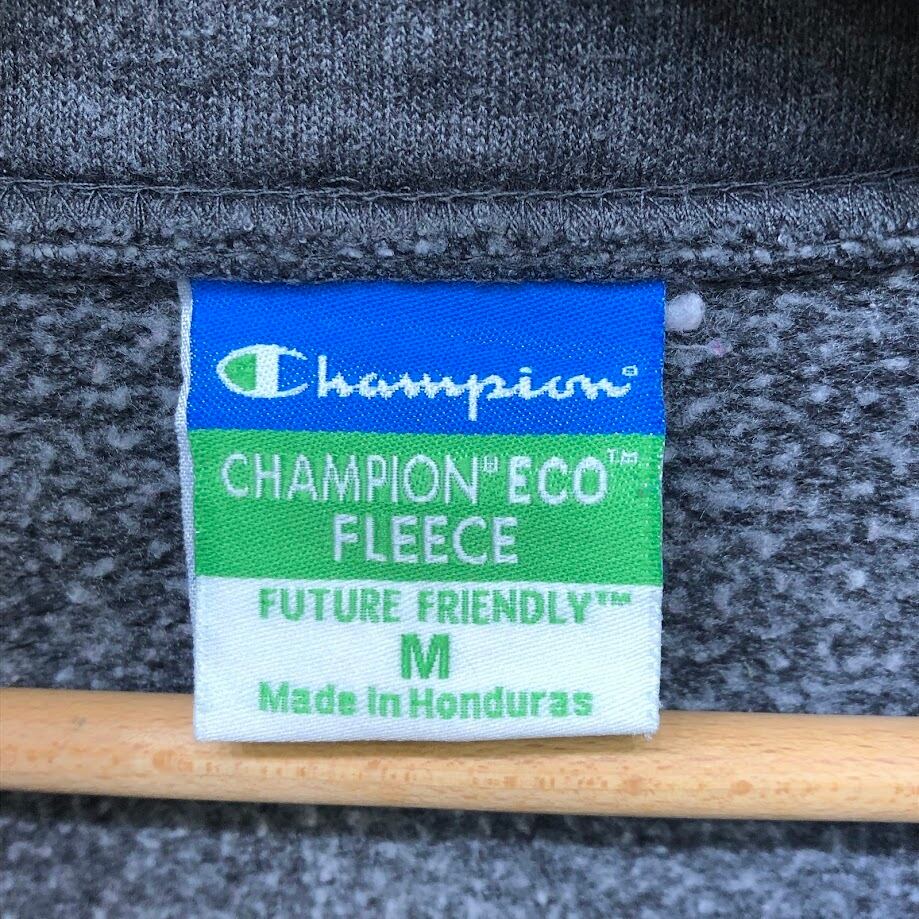 Champion®
CHAMPION® ECO™
FLEECE
FUTURE FRIENDLY™
M
Made in Honduras